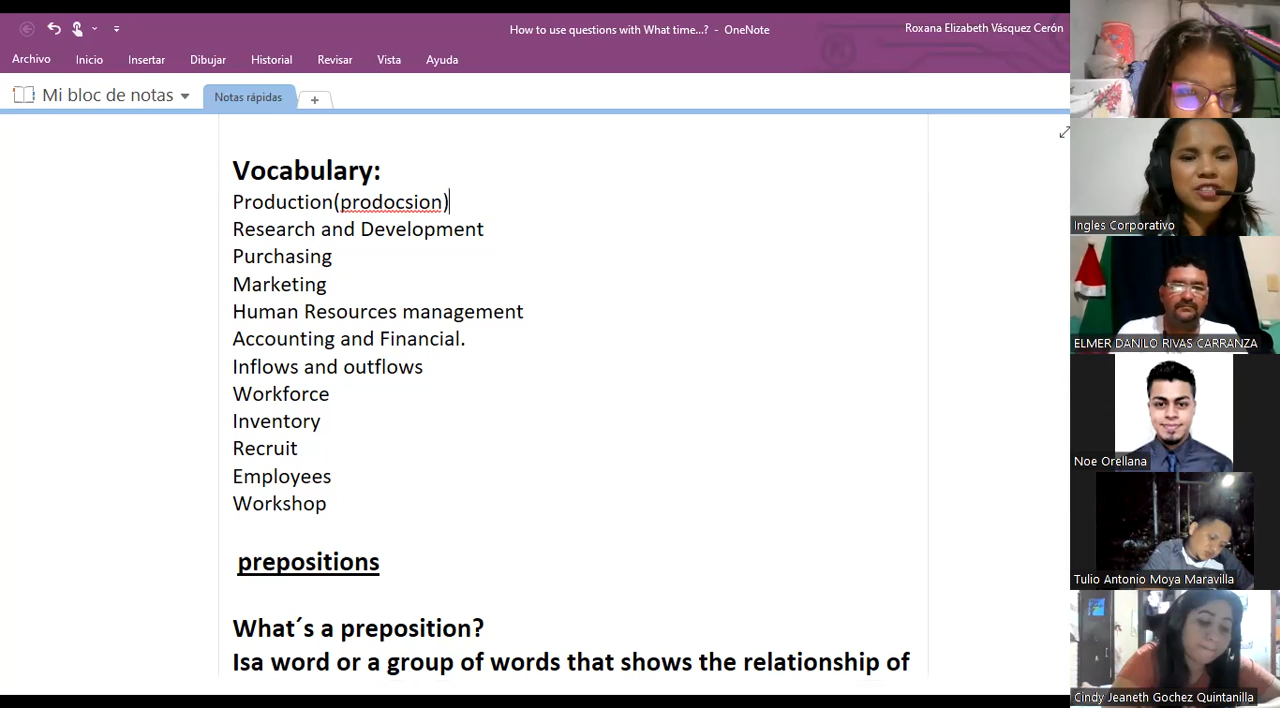 How to use questions with What time...? - OneNote
Roxana Elizabeth Vásquez Cerón
Archivo Inicio Insertar Dibujar Historial Revisar Vista Ayuda
Mi bloc de notas
Notas rápidas
+
Vocabulary:
Production(prodocsion)
Research and Development
Purchasing
Marketing
Human Resources management
Accounting and Financial.
Inflows and outflows
Workforce
Inventory
Recruit
Employees
Workshop
prepositions
What´s a preposition?
Isa word or a group of words that shows the relationship of
Ingles Corporativo
ELMER DANILO RIVAS CARRANZA
Noe Orellana
Tulio Antonio Moya Maravilla
Cindy Jeaneth Gochez Quintanilla